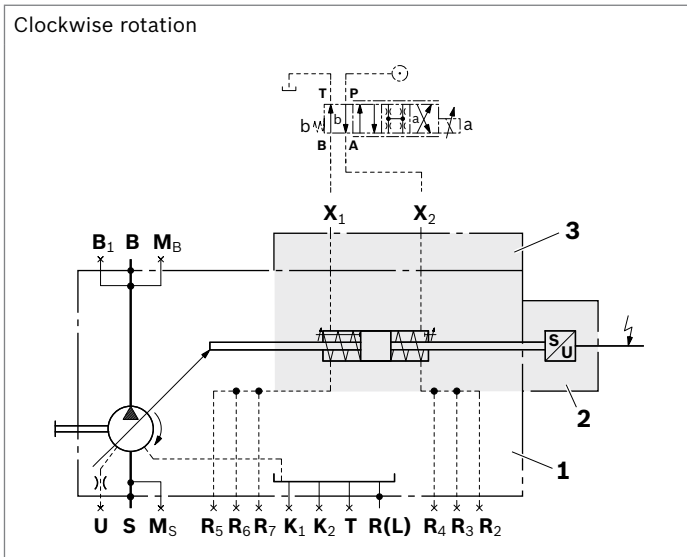 Clockwise rotation
T P
b b a a
B A
X1 X2
B1 B MB
3
S
U
2
1
U S MS R5 R6 R7 K1 K2 T R(L) R4 R3 R2